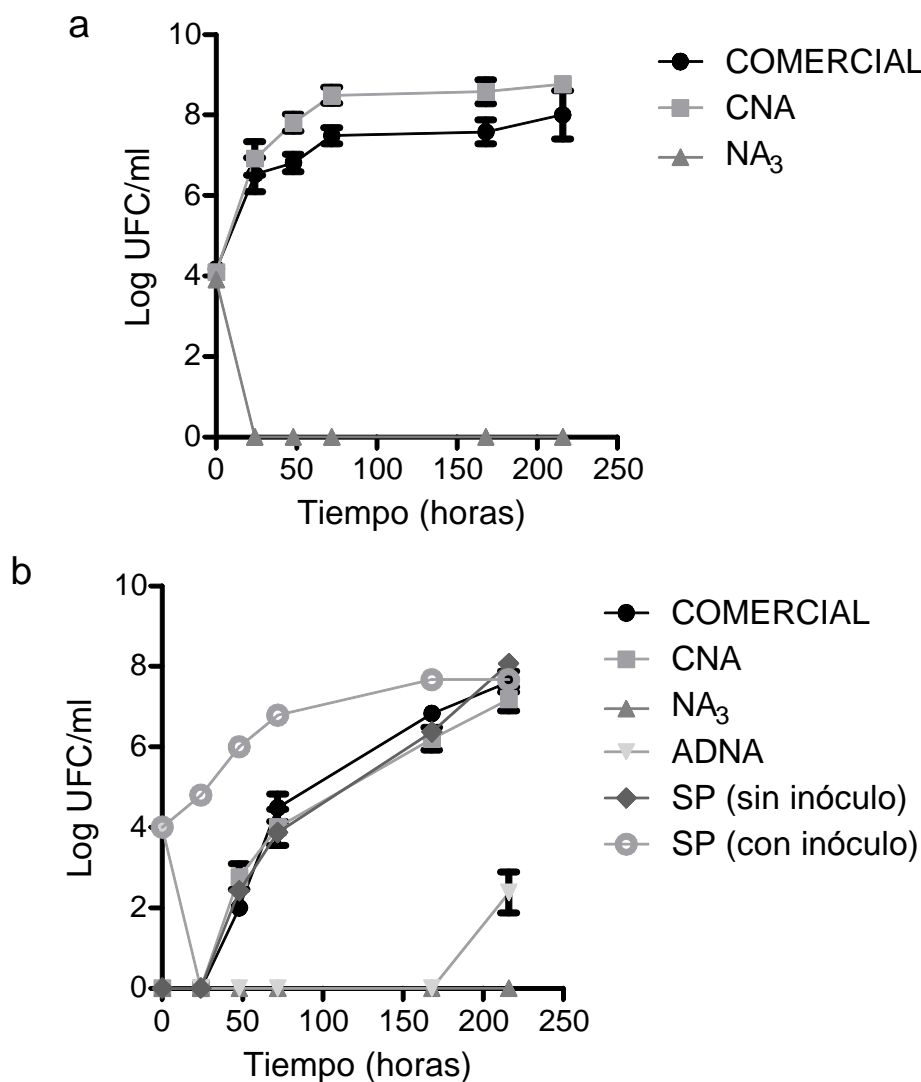 a
10
8
6
4
2
0
Log UFC/ml
0 50 100 150 200 250
Tiempo (horas)
COMERCIAL
CNA
NA₃
b
10
8
6
4
2
0
Log UFC/ml
0 50 100 150 200 250
Tiempo (horas)
COMERCIAL
CNA
NA₃
ADNA
SP (sin inóculo)
SP (con inóculo)